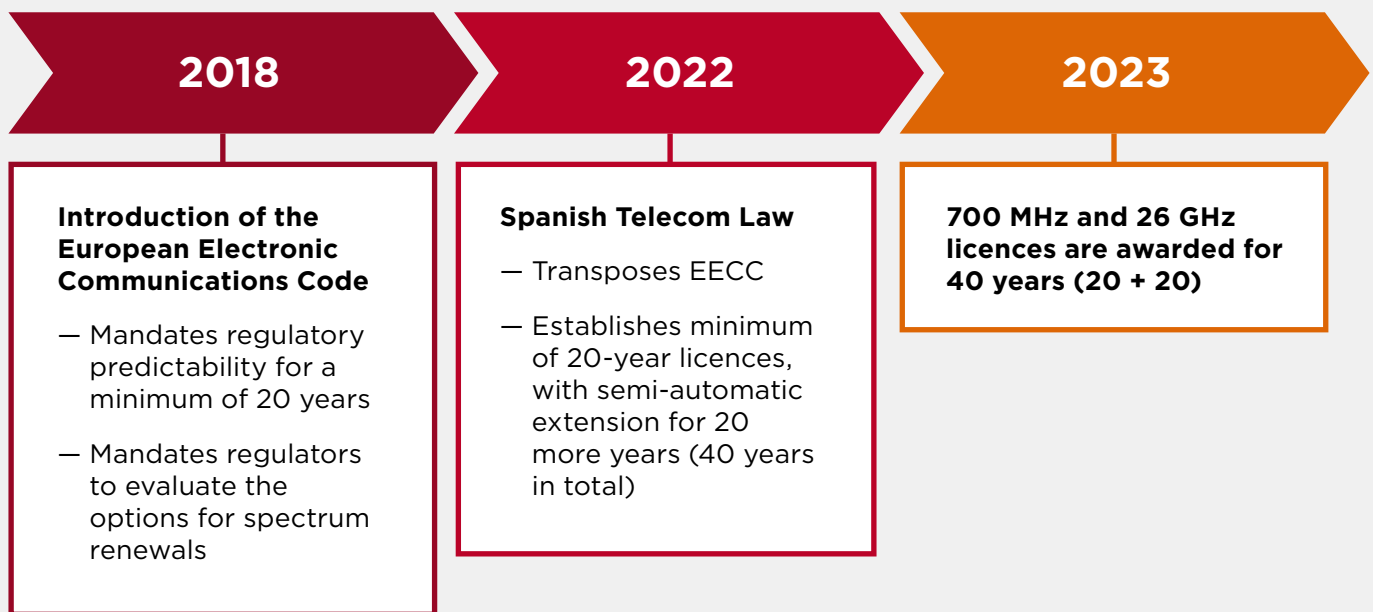 2018
2022
2023
Introduction of the
European Electronic
Communications Code
— Mandates regulatory
predictability for a
minimum of 20 years
— Mandates regulators
to evaluate the
options for spectrum
renewals
Spanish Telecom Law
— Transposes EECC
— Establishes minimum
of 20-year licences,
with semi-automatic
extension for 20
more years (40 years
in total)
700 MHz and 26 GHz
licences are awarded for
40 years (20 + 20)